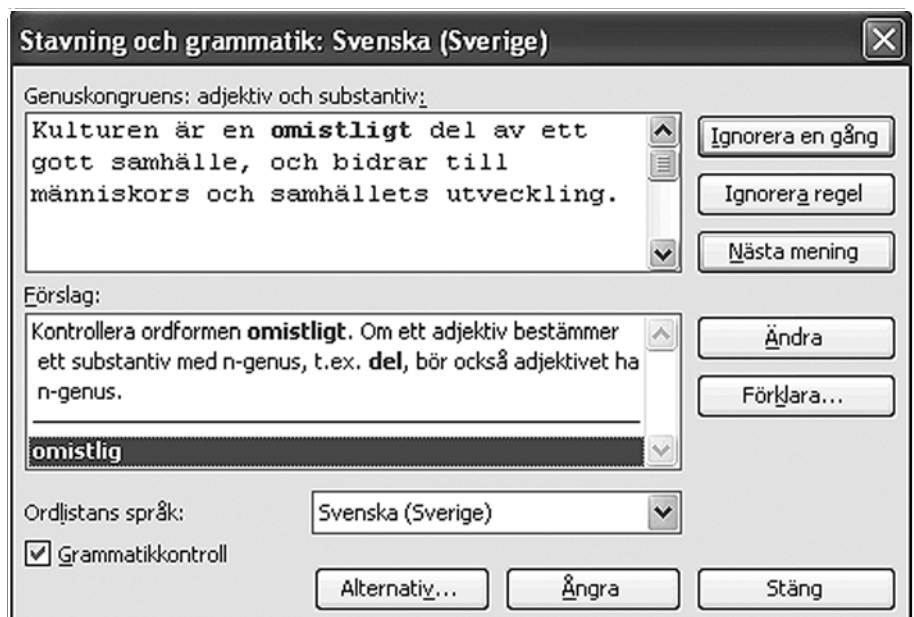 Stavning och grammatik: Svenska (Sverige)
Genuskongruens: adjektiv och substantiv:
Kulturen är en omistligt del av ett
gott samhälle, och bidrar till
människors och samhällets utveckling.
Ignorera en gång
Ignorera regel
Nästa mening
Förslag:
Kontrollera ordformen omistligt. Om ett adjektiv bestämmer
ett substantiv med n-genus, t.ex. del, bör också adjektivet ha
n-genus.
omistlig
Ändra
Förklara...
Ordlistans språk:
Svenska (Sverige)
Grammatikkontroll
Alternativ...
Ångra
Stäng